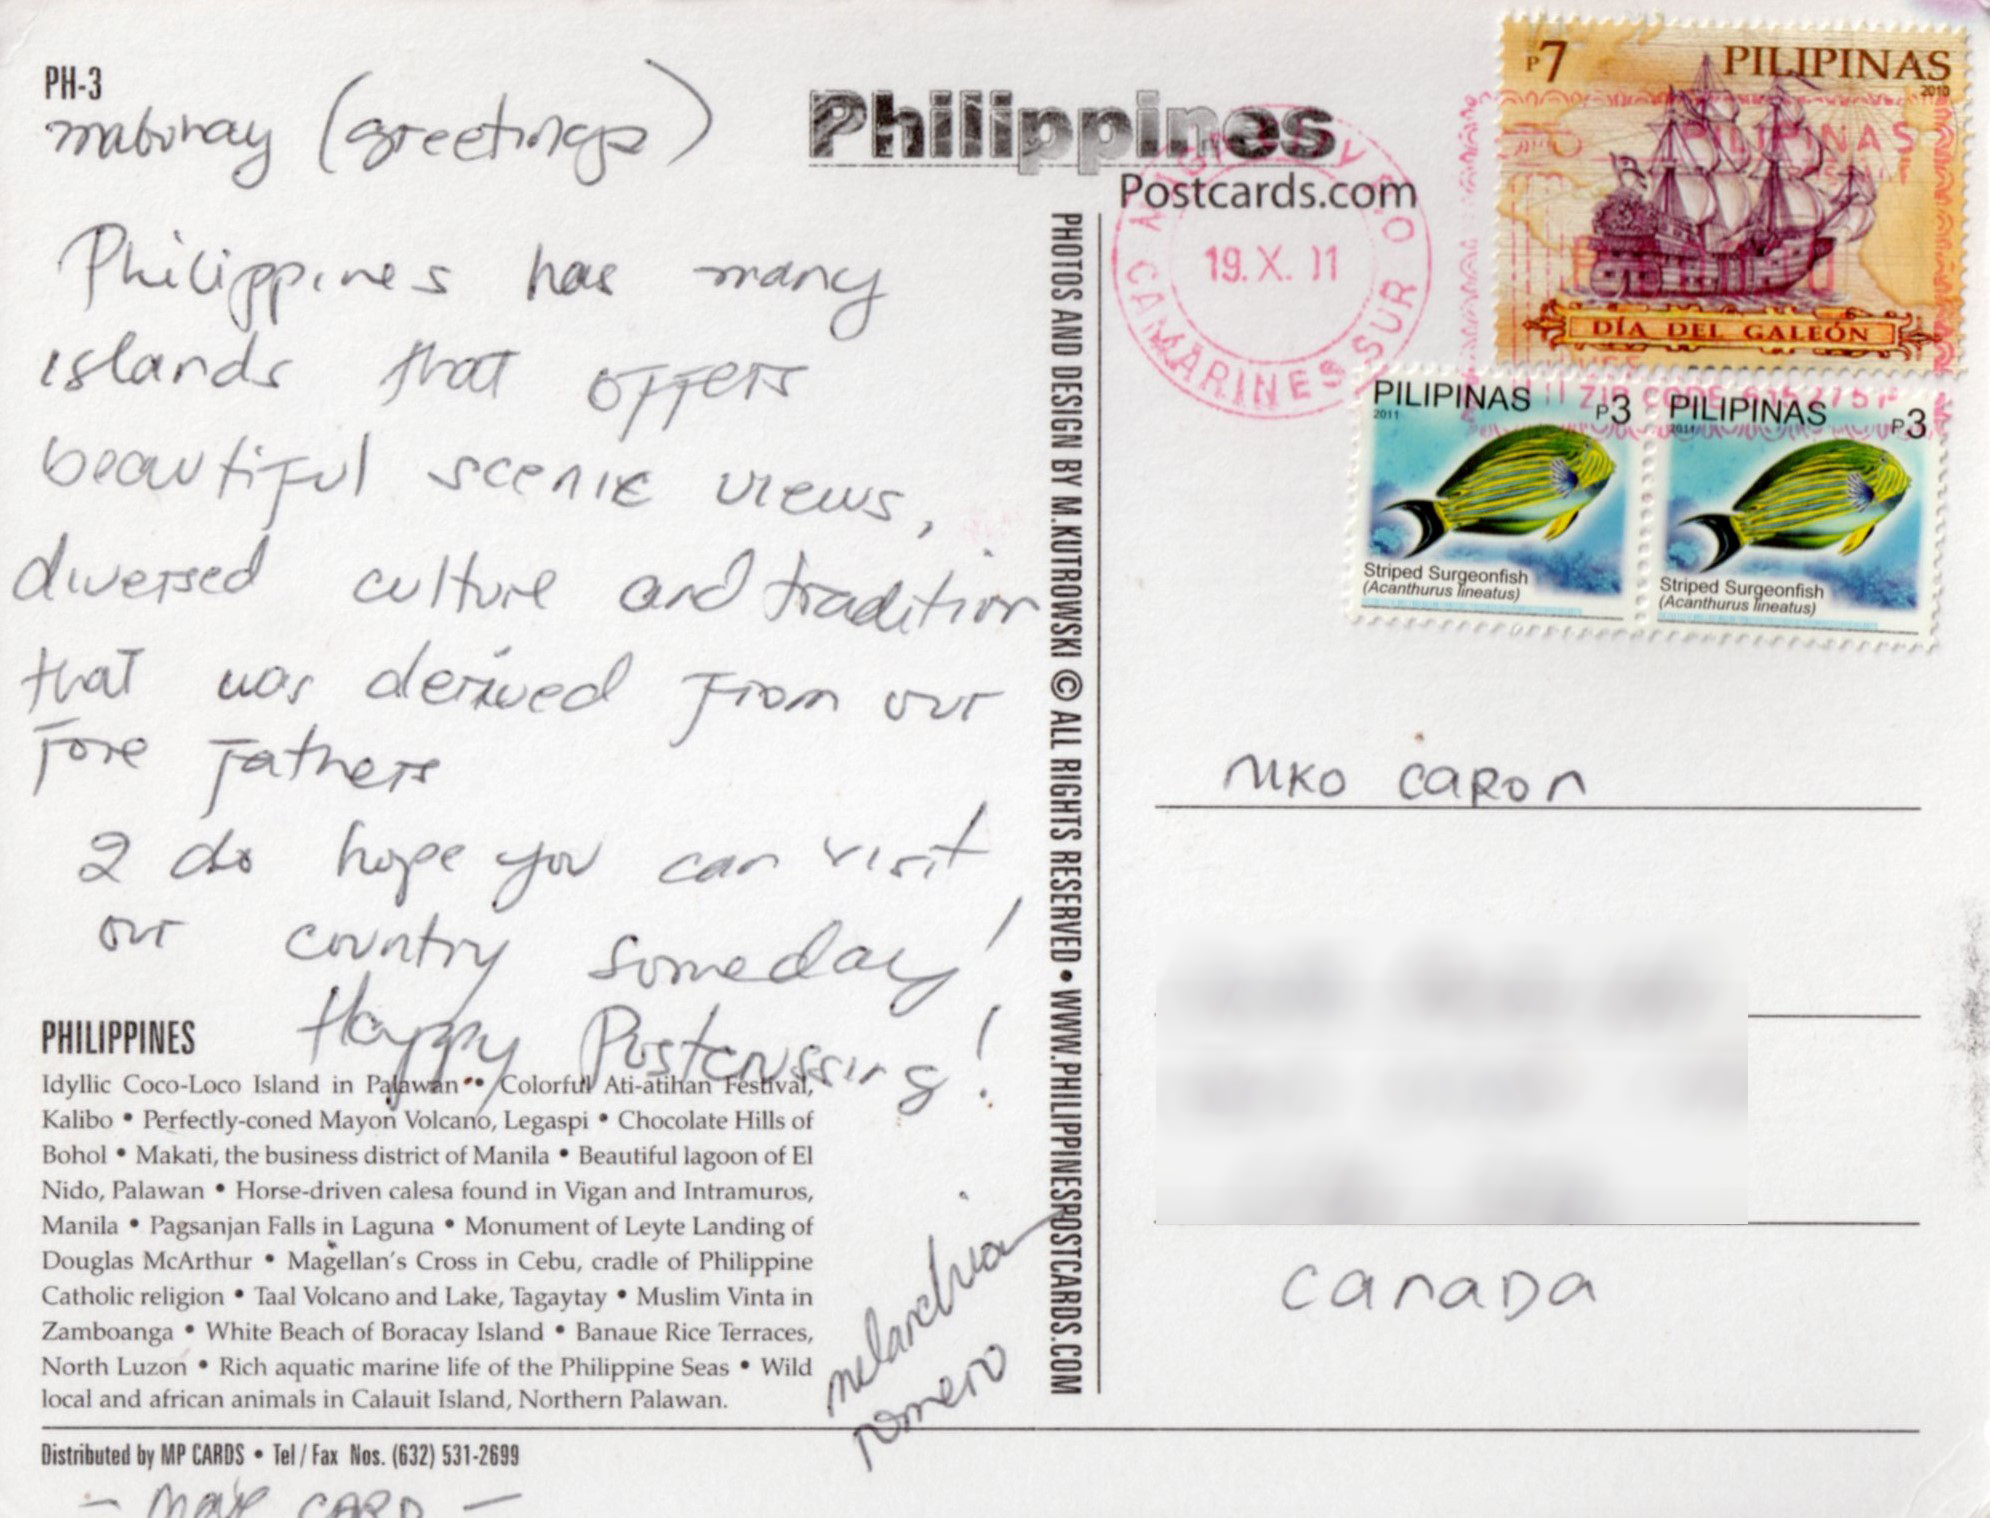 PH-3
mabuhay (greetings)
Philippines has many
islands that offers
beautiful scenic views,
diversed culture and tradition
that was derived from our
fore fathers
I do hope you can visit
our country someday!
Happy Postcrossing!
PHILIPPINES
Idyllic Coco-Loco Island in Palawan • Colorful Ati-atihan Festival,
Kalibo • Perfectly-coned Mayon Volcano, Legaspi • Chocolate Hills of
Bohol • Makati, the business district of Manila • Beautiful lagoon of El
Nido, Palawan • Horse-driven calesa found in Vigan and Intramuros,
Manila • Pagsanjan Falls in Laguna • Monument of Leyte Landing of
Douglas McArthur • Magellan's Cross in Cebu, cradle of Philippine
Catholic religion • Taal Volcano and Lake, Tagaytay • Muslim Vinta in
Zamboanga • White Beach of Boracay Island • Banaue Rice Terraces,
North Luzon • Rich aquatic marine life of the Philippine Seas • Wild
local and african animals in Calauit Island, Northern Palawan.
melanchia
romero
Distributed by MP CARDS • Tel / Fax Nos. (632) 531-2699
CARD -
Philippines
Postcards.com
PHOTOS AND DESIGN BY M.KUTROWSKI © ALL RIGHTS RESERVED • WWW.PHILIPPINESPOSTCARDS.COM
19.X.11
CAMARINES SUR
PILIPINAS
ZIP CODE
P7 PILIPINAS
2010
DÍA DEL GALEÓN
PILIPINAS P3
2011
Striped Surgeonfish
(Acanthurus lineatus)
PILIPINAS P3
2011
Striped Surgeonfish
(Acanthurus lineatus)
NIKO CARON
CANADA